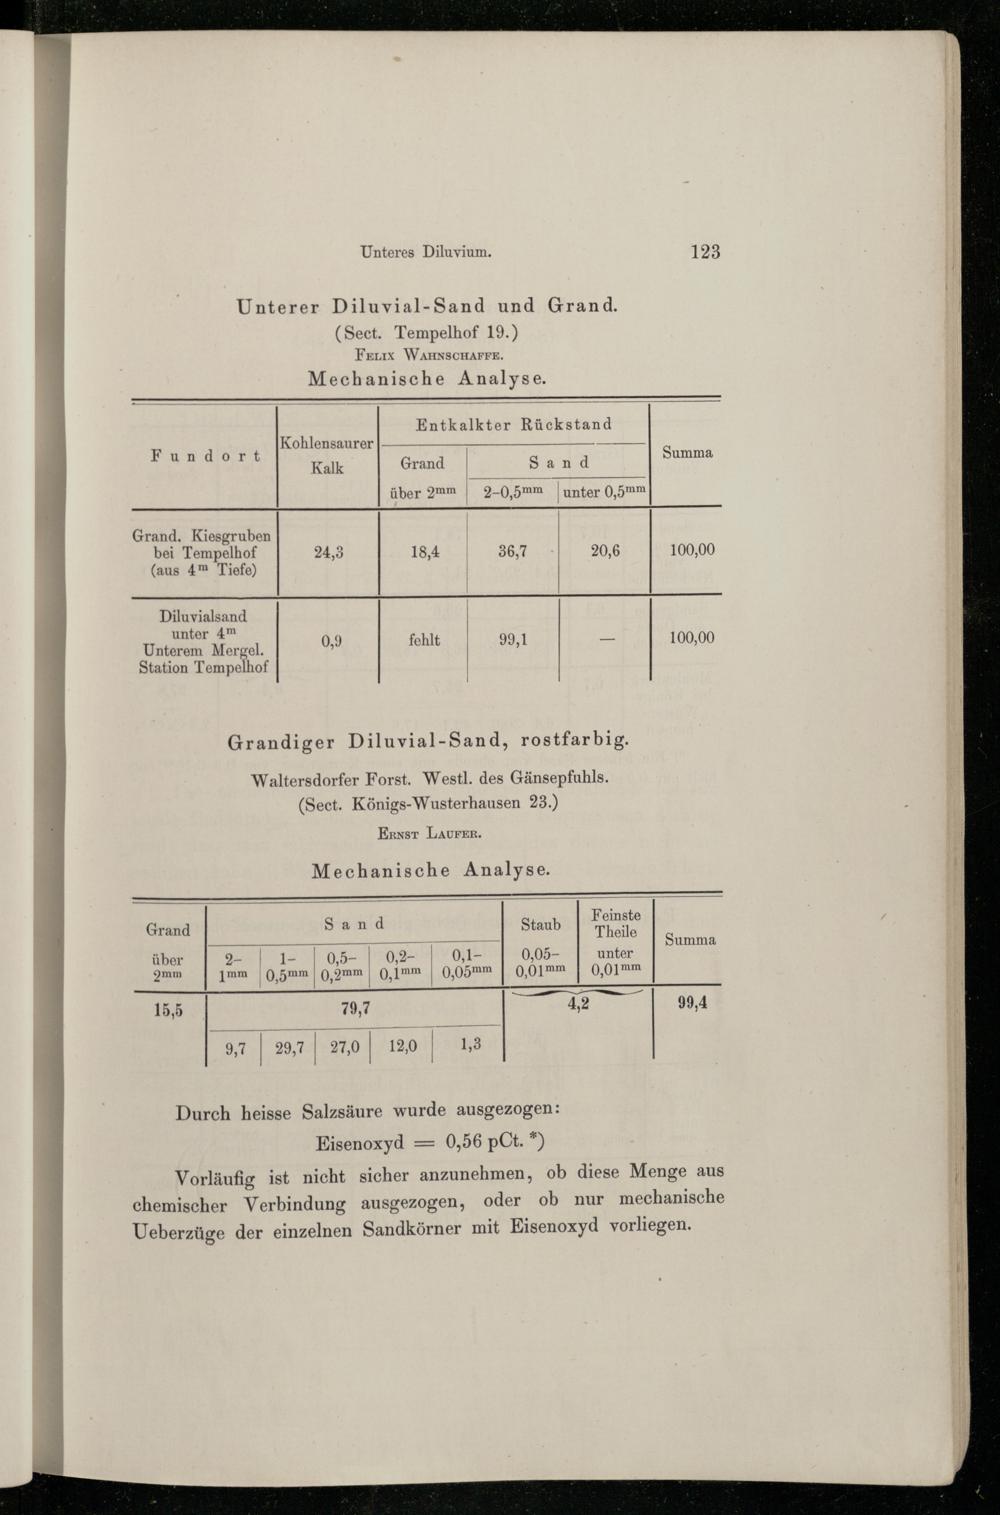 Unteres Diluvium. 123
Unterer Diluvial-Sand und Grand.
(Sect. Tempelhof 19.)
Felix Wahnschaffe.
Mechanische Analyse.
Fundort
Kohlensaurer
Kalk
Entkalkter Rückstand
Grand
über 2mm
Sand
2-0,5mm unter 0,5mm
Summa
Grand. Kiesgruben
bei Tempelhof
(aus 4m Tiefe)
24,3 18,4 36,7 20,6 100,00
Diluvialsand
unter 4m
Unterem Mergel.
Station Tempelhof
0,9 fehlt 99,1 — 100,00
Grandiger Diluvial-Sand, rostfarbig.
Waltersdorfer Forst. Westl. des Gänsepfuhls.
(Sect. Königs-Wusterhausen 23.)
Ernst Laufer.
Mechanische Analyse.
Grand
über
2mm
Sand
2-
1mm
1-
0,5mm
0,5-
0,2mm
0,2-
0,1mm
0,1-
0,05mm
Staub
0,05-
0,01mm
Feinste
Theile
unter
0,01mm
Summa
15,5 79,7 4,2 99,4
9,7 29,7 27,0 12,0 1,3
Durch heisse Salzsäure wurde ausgezogen:
Eisenoxyd = 0,56 pCt. *)
Vorläufig ist nicht sicher anzunehmen, ob diese Menge aus
chemischer Verbindung ausgezogen, oder ob nur mechanische
Ueberzüge der einzelnen Sandkörner mit Eisenoxyd vorliegen.